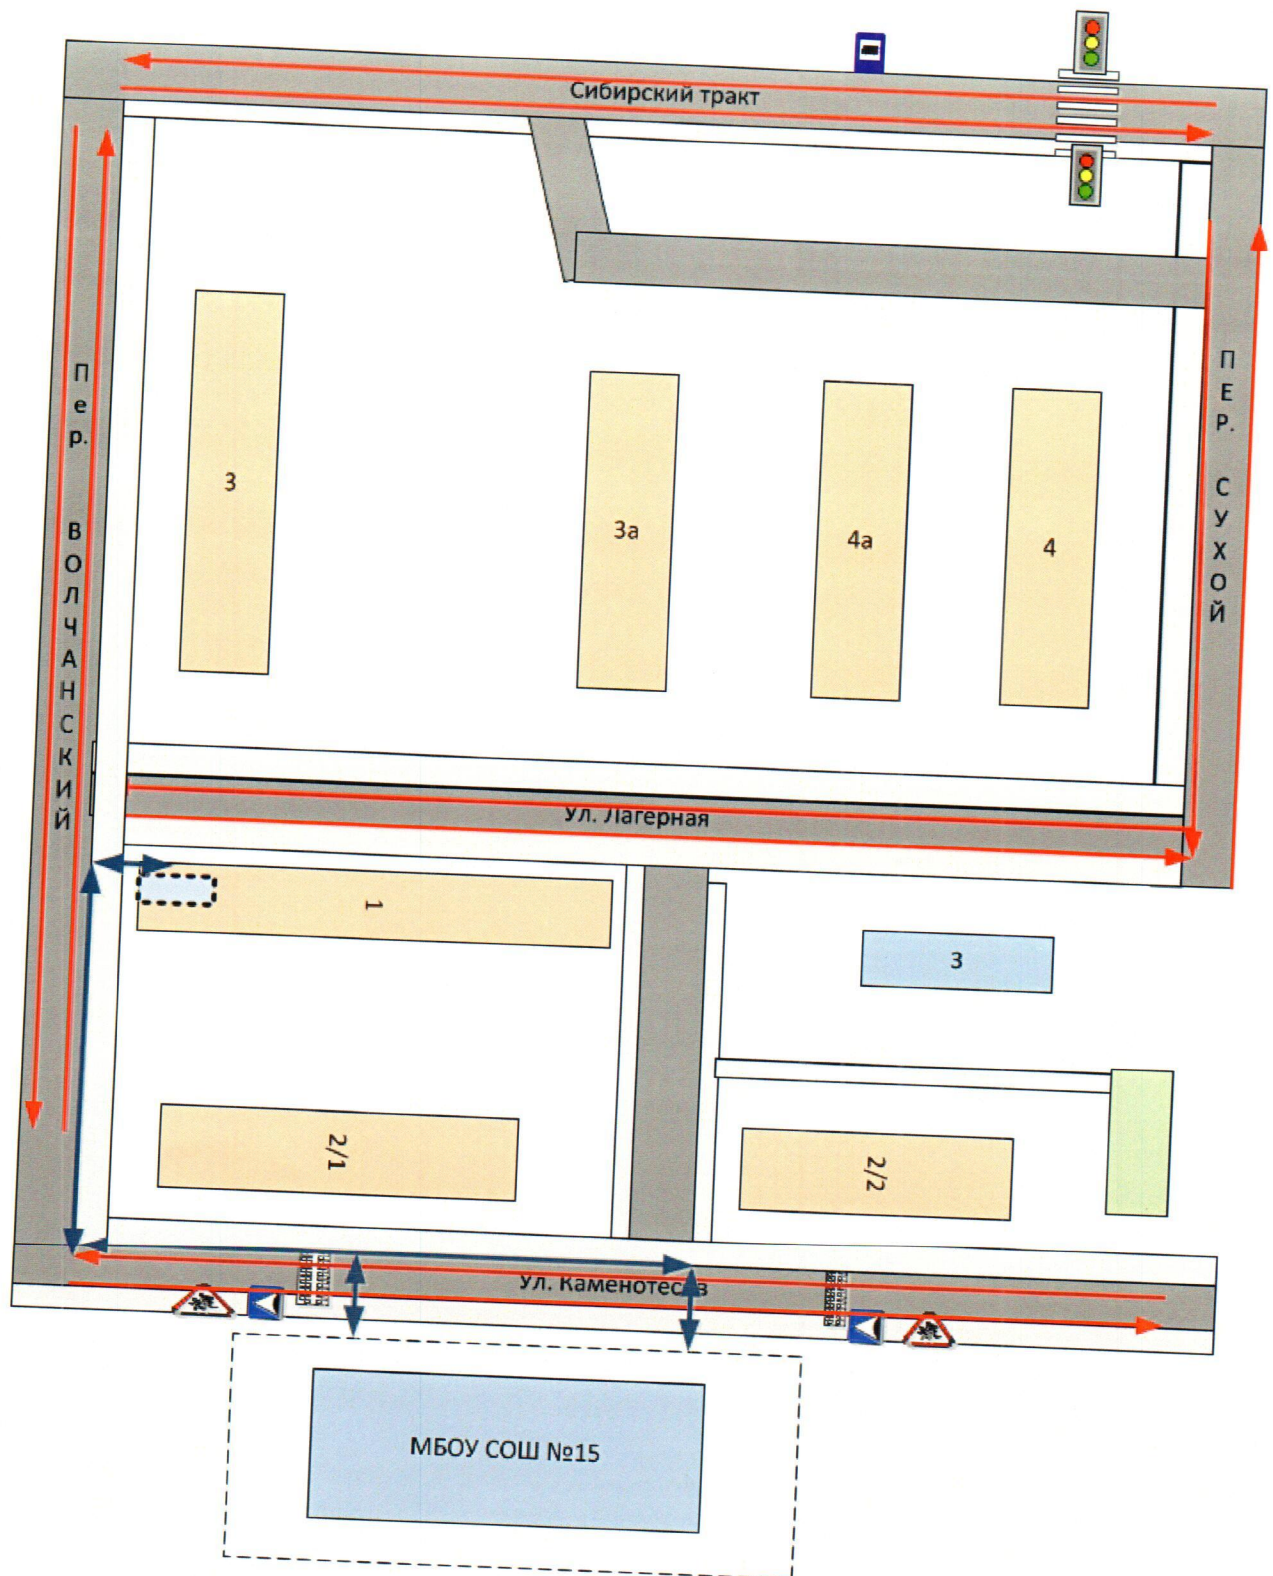 Сибирский тракт
Пер. ВОЛЧАНСКИЙ
ПЕР. СУХОЙ
3
3а
4а
4
Ул. Лагерная
1
3
2/1
2/2
Ул. Каменотесов
МБОУ СОШ №15